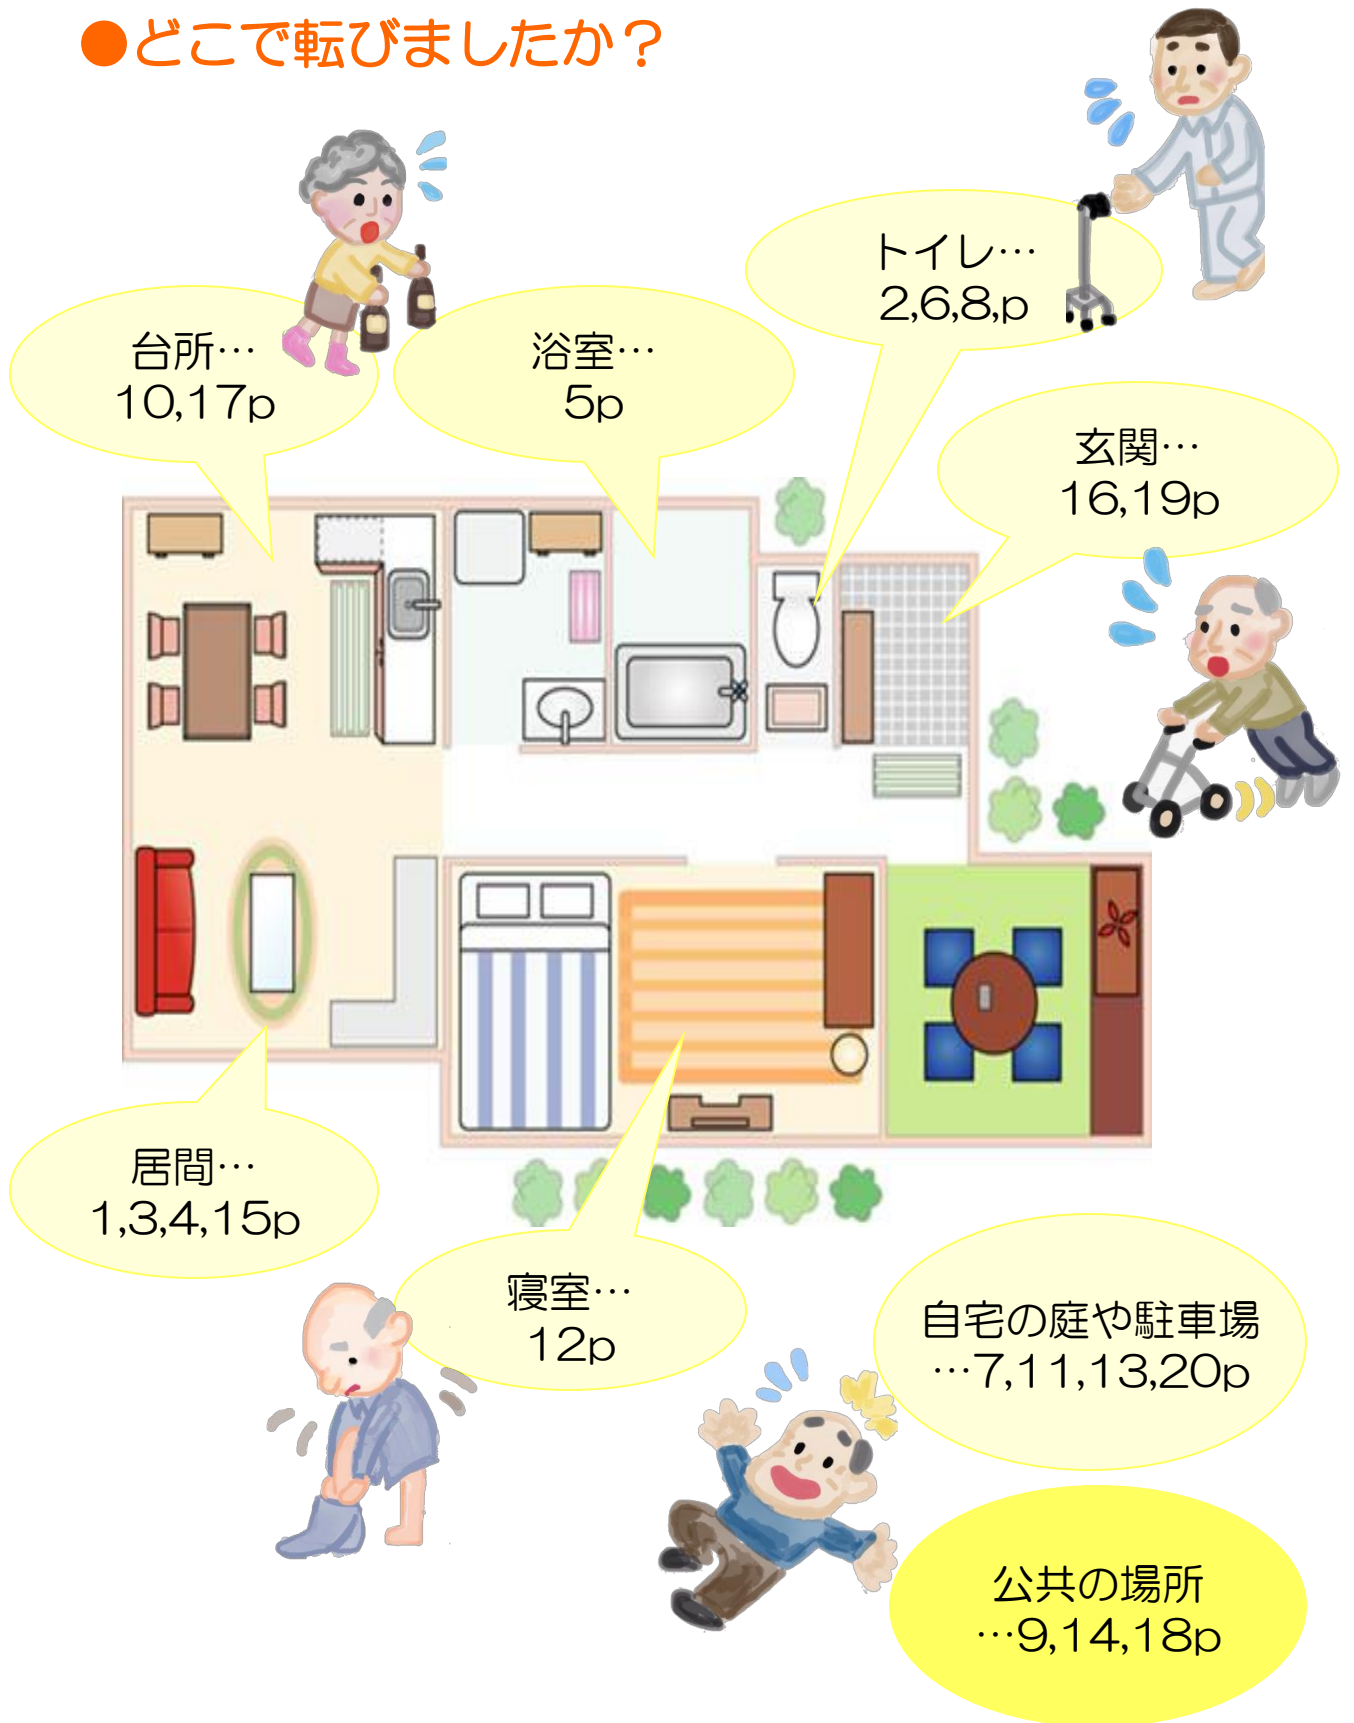 ●どこで転びましたか？
トイレ…
2,6,8,p
台所…
10,17p
浴室…
5p
玄関…
16,19p
居間…
1,3,4,15p
寝室…
12p
自宅の庭や駐車場
…7,11,13,20p
公共の場所
…9,14,18p